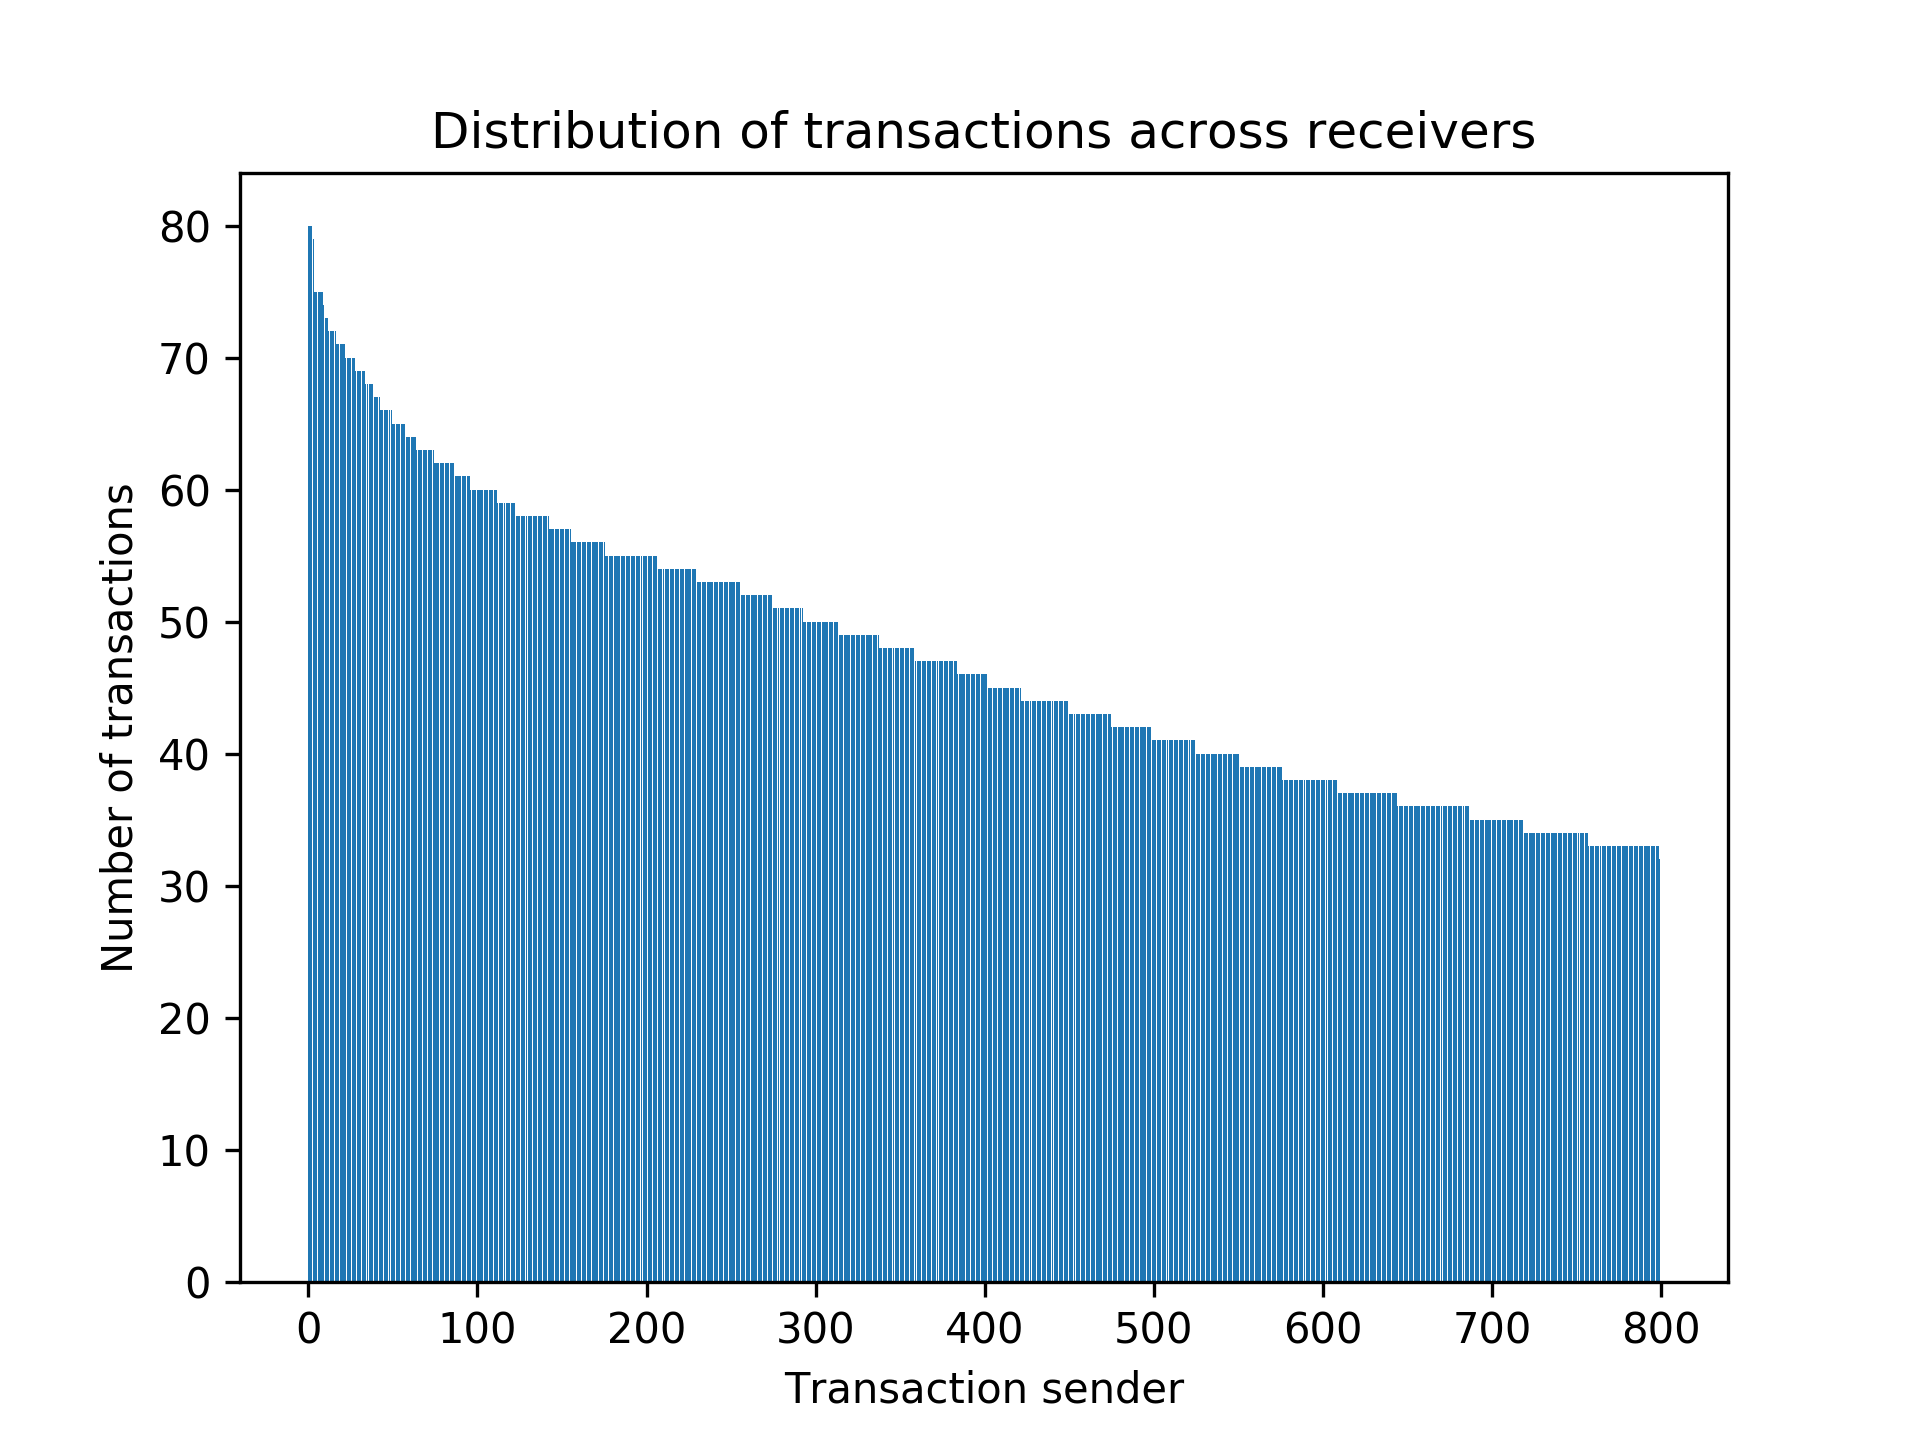 Distribution of transactions across receivers
80
70
60
50
40
30
20
10
0
Number of transactions
0 100 200 300 400 500 600 700 800
Transaction sender